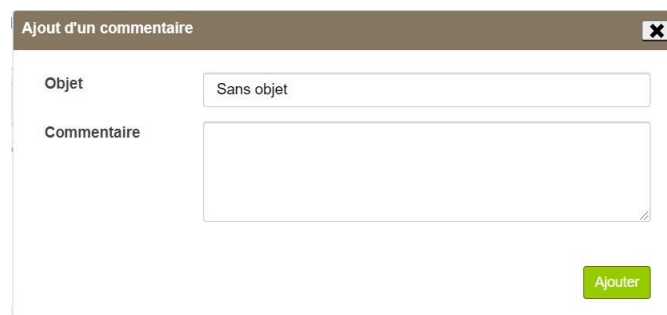 Ajout d'un commentaire
Objet
Sans objet
Commentaire
Ajouter